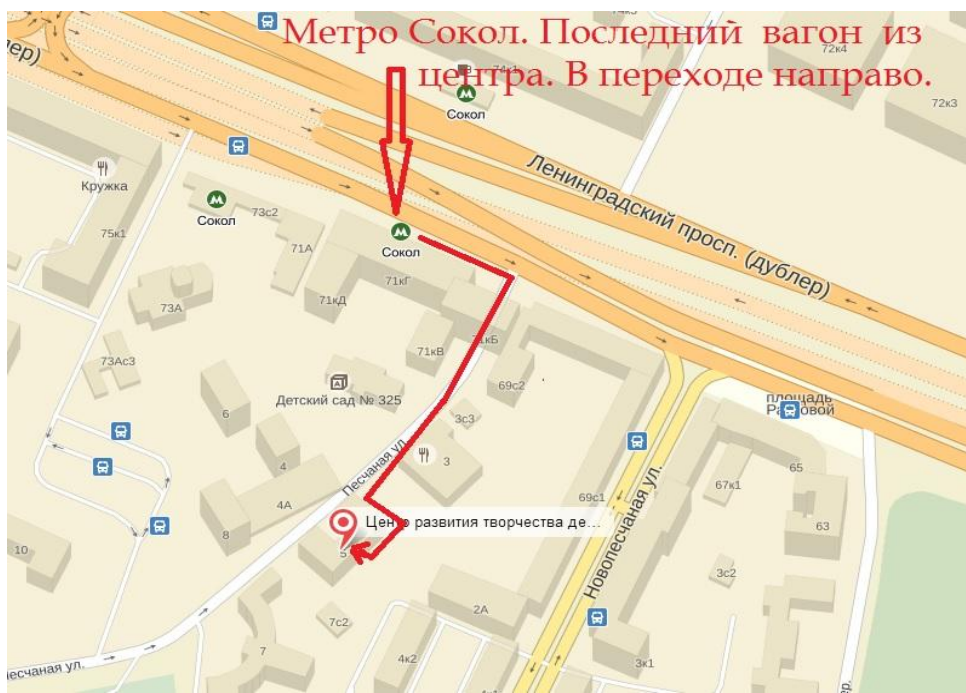 Метро Сокол. Последний вагон из
центра. В переходе направо.
72к4
74к1
72к3
Сокол
Ленинградский просп. (дублер)
Кружка
75к1
Сокол
73с2
71А
Сокол
71кГ
71кД
73А
71кВ
71кБ
73Ас3
69с2
Детский сад № 325
6
3с3
площадь
3
Песчаная ул.
4
4А
69с1
67к1
65
63
8
10
Центр развития творчества де...
5
Новопесчаная ул.
3с2
7с2
2А
7
4к2
3к1
есчаная ул.
4к1